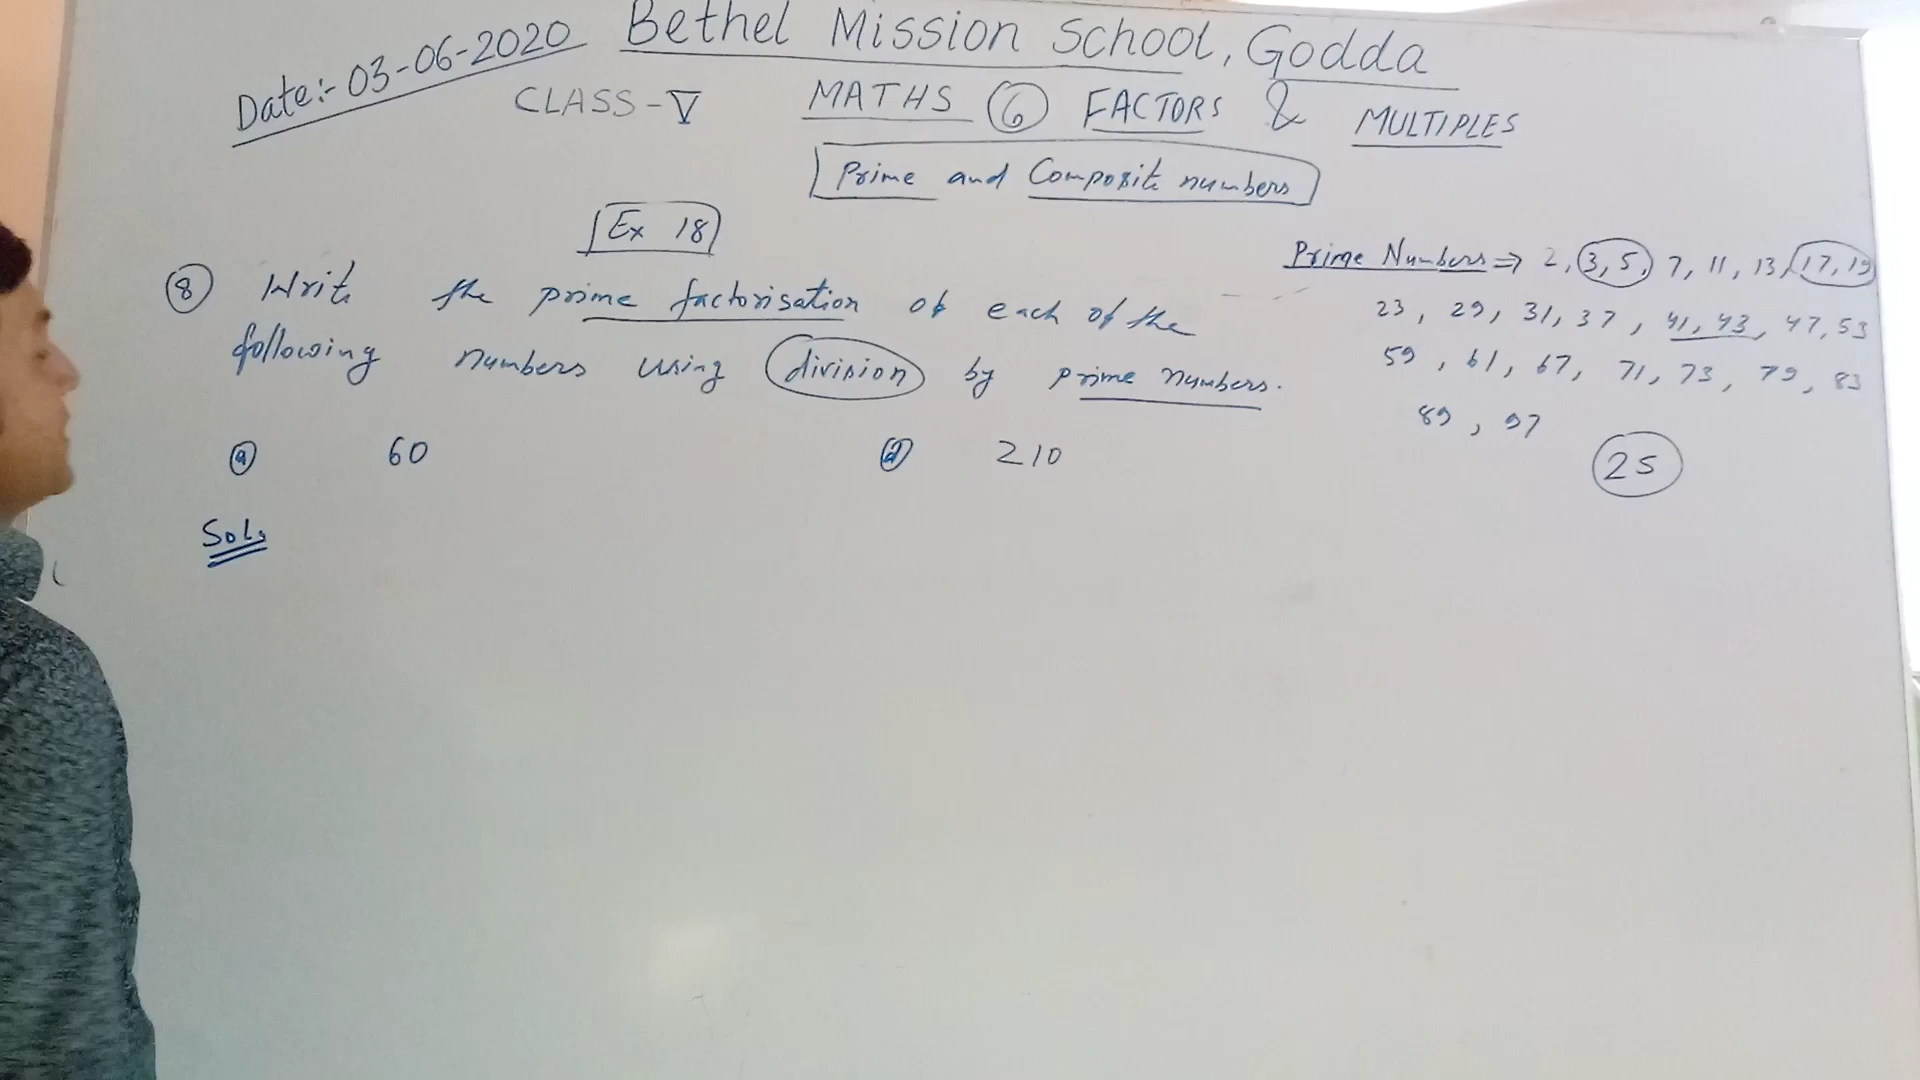 Date:- 03-06-2020 Bethel Mission School, Godda
CLASS-V MATHS 6 FACTORS & MULTIPLES
Prime and Composite numbers
Ex 18
Prime Numbers ⇒ 2, 3, 5, 7, 11, 13, 17, 19
23, 29, 31, 37, 41, 43, 47, 53
59, 61, 67, 71, 73, 79, 83
89, 97
25
8 Write the prime factorisation of each of the
following numbers using division by prime numbers.
a 60 d 210
Sol.